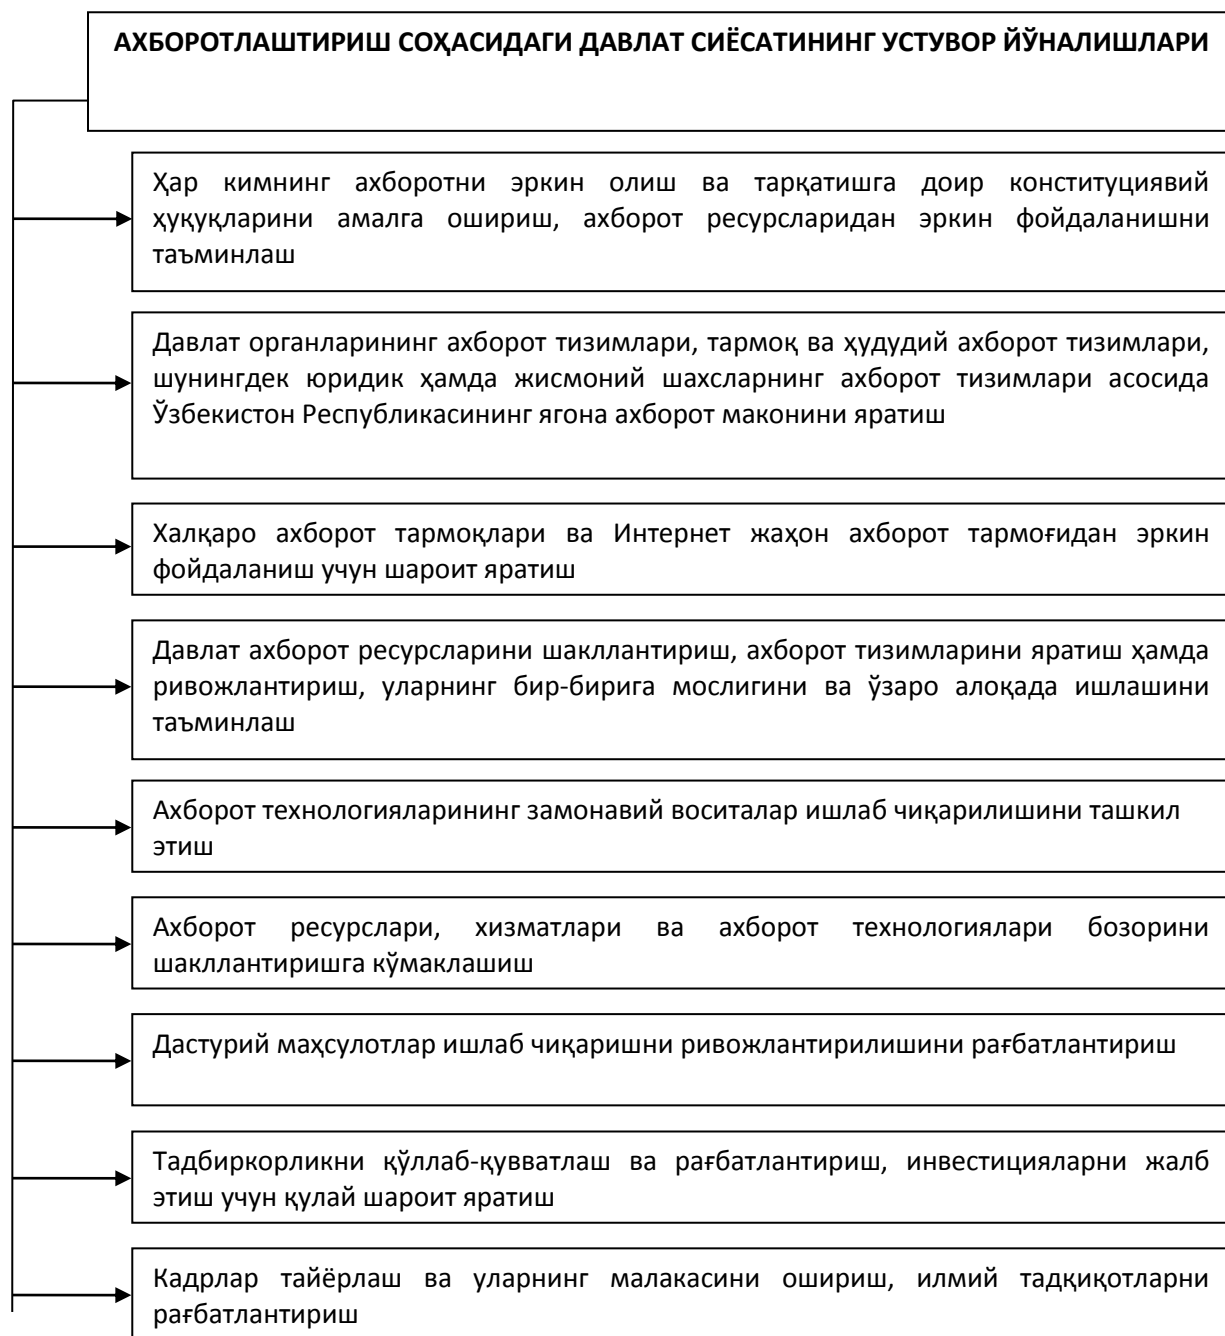 АХБОРОТЛАШТИРИШ СОҲАСИДАГИ ДАВЛАТ СИЁСАТИНИНГ УСТУВОР ЙЎНАЛИШЛАРИ
Ҳар кимнинг ахборотни эркин олиш ва тарқатишга доир конституциявий
ҳуқуқларини амалга ошириш, ахборот ресурсларидан эркин фойдаланишни
таъминлаш
Давлат органларининг ахборот тизимлари, тармоқ ва ҳудудий ахборот тизимлари,
шунингдек юридик ҳамда жисмоний шахсларнинг ахборот тизимлари асосида
Ўзбекистон Республикасининг ягона ахборот маконини яратиш
Халқаро ахборот тармоқлари ва Интернет жаҳон ахборот тармоғидан эркин
фойдаланиш учун шароит яратиш
Давлат ахборот ресурсларини шакллантириш, ахборот тизимларини яратиш ҳамда
ривожлантириш, уларнинг бир-бирига мослигини ва ўзаро алоқада ишлашини
таъминлаш
Ахборот технологияларининг замонавий воситалар ишлаб чиқарилишини ташкил
этиш
Ахборот ресурслари, хизматлари ва ахборот технологиялари бозорини
шакллантиришга кўмаклашиш
Дастурий маҳсулотлар ишлаб чиқаришни ривожлантирилишини рағбатлантириш
Тадбиркорликни қўллаб-қувватлаш ва рағбатлантириш, инвестицияларни жалб
этиш учун қулай шароит яратиш
Кадрлар тайёрлаш ва уларнинг малакасини ошириш, илмий тадқиқотларни
рағбатлантириш